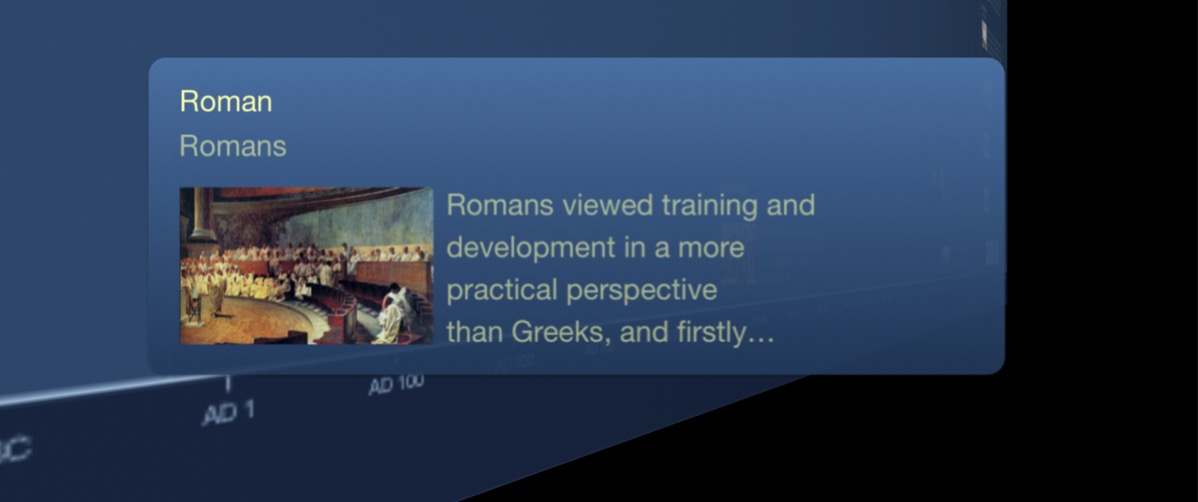 Roman
Romans
Romans viewed training and
development in a more
practical perspective
than Greeks, and firstly…
AD 1
AD 100
AD 200